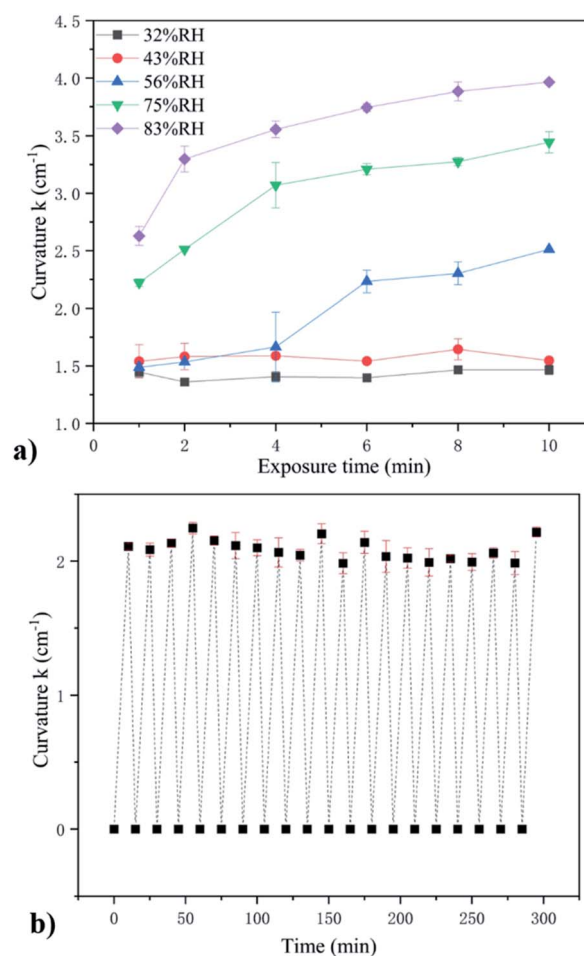 4.5
4.0
3.5
3.0
2.5
2.0
1.5
1.0
Curvature k (cm-1)
32%RH
43%RH
56%RH
75%RH
83%RH
0 2 4 6 8 10
Exposure time (min)
a)
2
1
0
Curvature k (cm-1)
0 50 100 150 200 250 300
Time (min)
b)